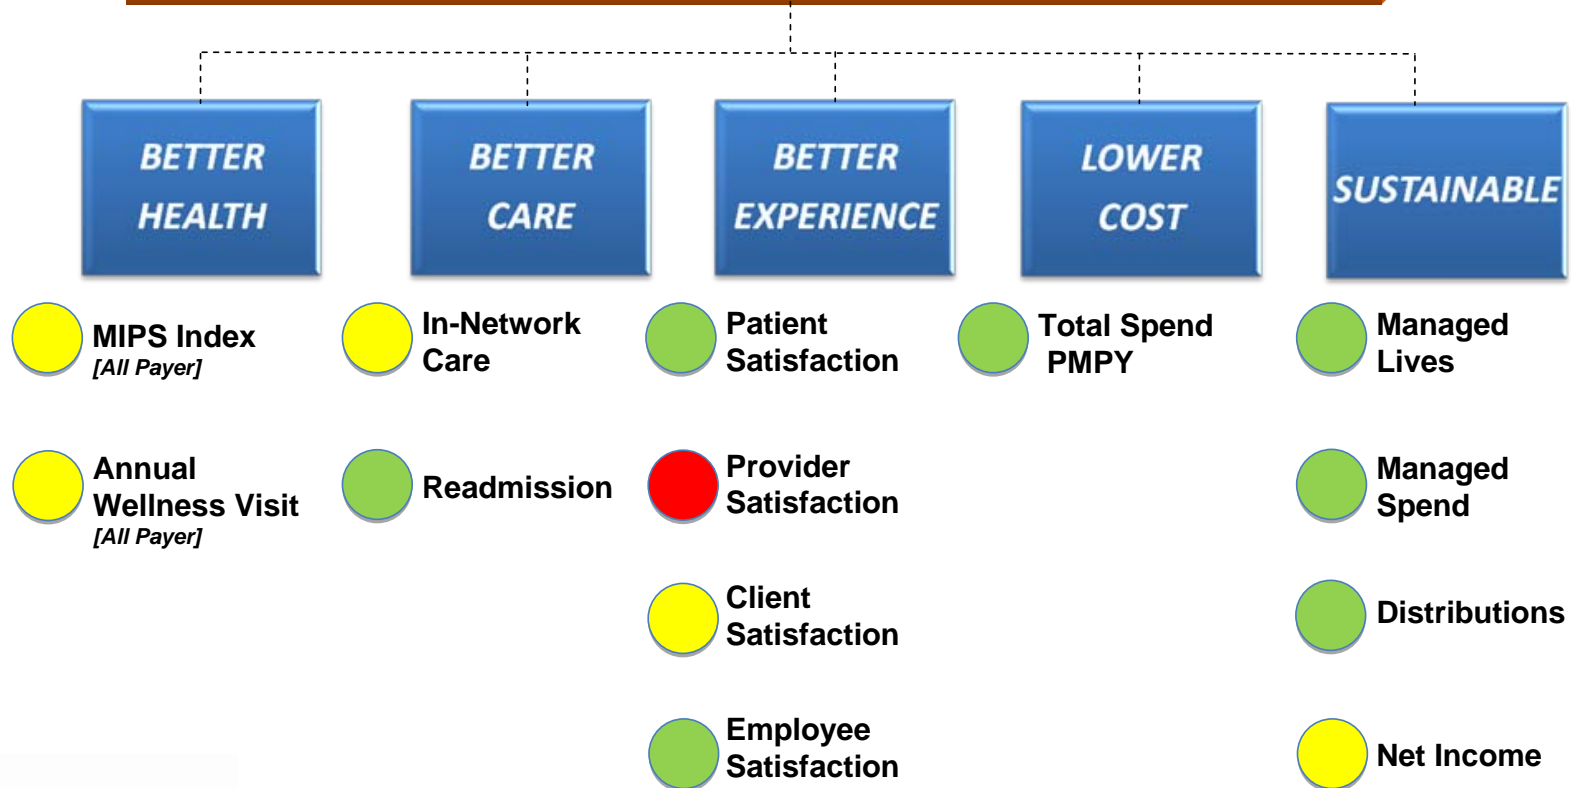 BETTER
HEALTH
BETTER
CARE
BETTER
EXPERIENCE
LOWER
COST
SUSTAINABLE
MIPS Index
[All Payer]
Annual
Wellness Visit
[All Payer]
In-Network
Care
Readmission
Patient
Satisfaction
Provider
Satisfaction
Client
Satisfaction
Employee
Satisfaction
Total Spend
PMPY
Managed
Lives
Managed
Spend
Distributions
Net Income